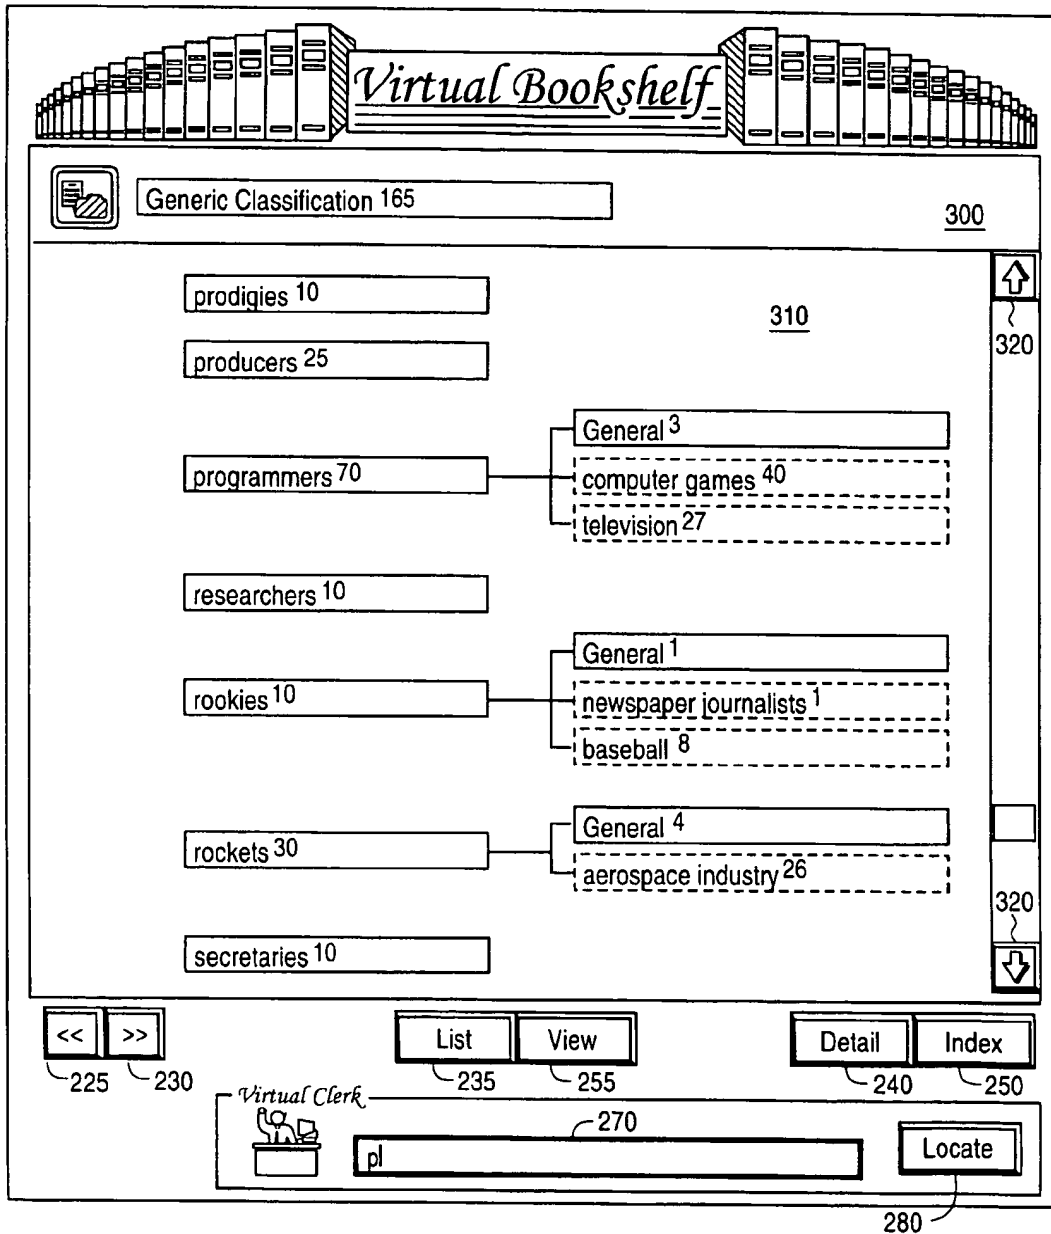 Virtual Bookshelf
Generic Classification 165
300
prodigies 10
310
320
producers 25
General 3
programmers 70
computer games 40
television 27
researchers 10
General 1
rookies 10
newspaper journalists 1
baseball 8
General 4
rockets 30
aerospace industry 26
320
secretaries 10
<< >> List View Detail Index
225 230 235 255 240 250
Virtual Clerk
270
pl
Locate
280